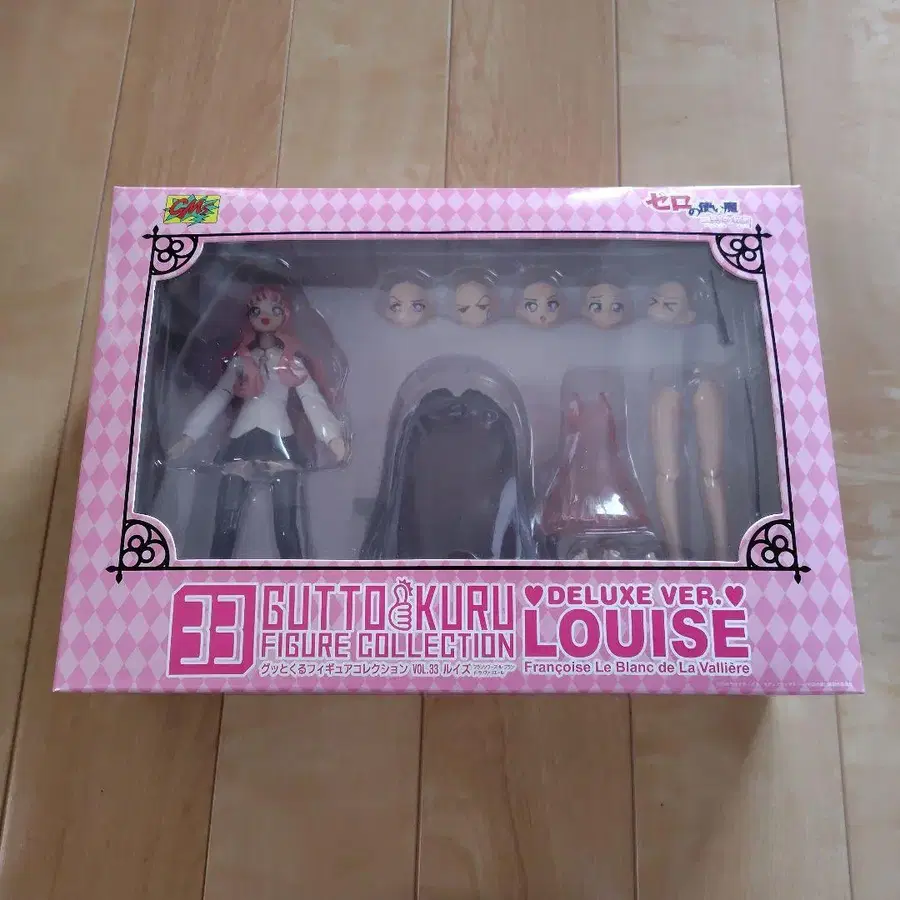 CM's
ゼロの使い魔
33
GUTTO KURU
FIGURE COLLECTION
グッとくるフィギュアコレクション VOL.33 ルイズ
♥DELUXE VER.♥
LOUISE
Françoise Le Blanc de La Vallière